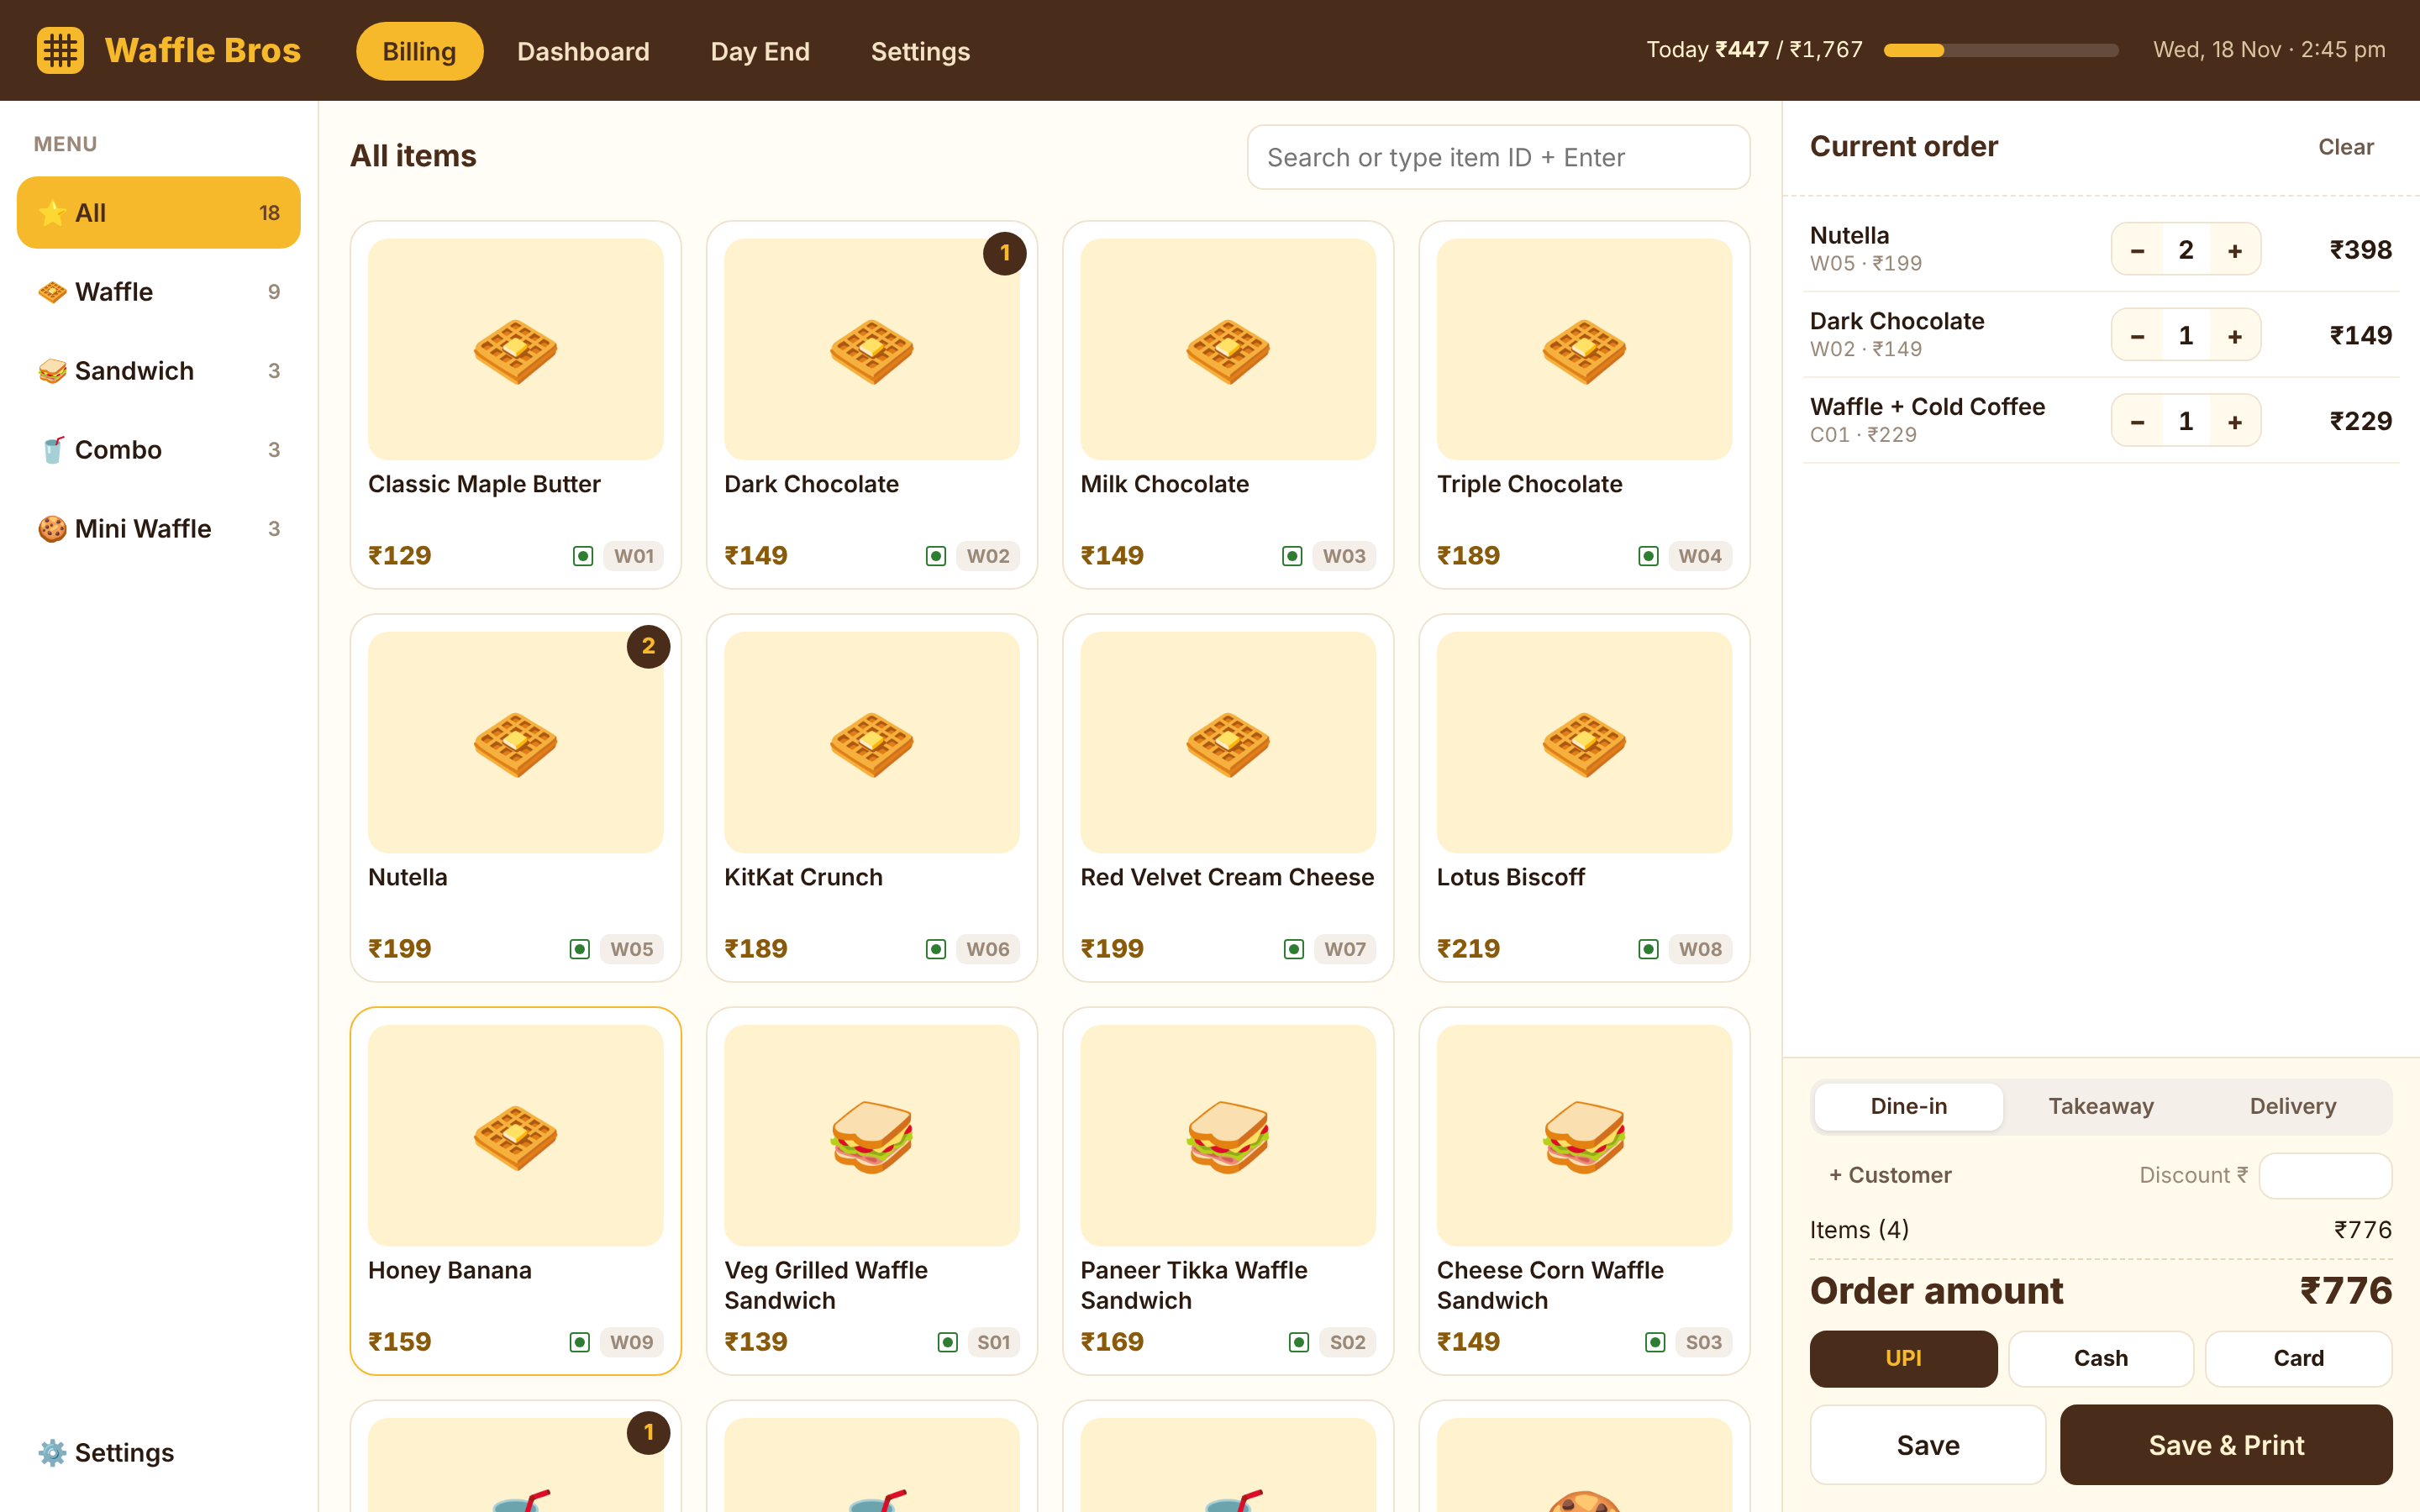 Waffle Bros
Billing
Dashboard
Day End
Settings
Today ₹447 / ₹1,767
Wed, 18 Nov · 2:45 pm
MENU
All 18
Waffle 9
Sandwich 3
Combo 3
Mini Waffle 3
Settings
All items
Search or type item ID + Enter
Classic Maple Butter
₹129 W01
1
Dark Chocolate
₹149 W02
Milk Chocolate
₹149 W03
Triple Chocolate
₹189 W04
2
Nutella
₹199 W05
KitKat Crunch
₹189 W06
Red Velvet Cream Cheese
₹199 W07
Lotus Biscoff
₹219 W08
Honey Banana
₹159 W09
Veg Grilled Waffle
Sandwich
₹139 S01
Paneer Tikka Waffle
Sandwich
₹169 S02
Cheese Corn Waffle
Sandwich
₹149 S03
1
Current order
Clear
Nutella
W05 · ₹199
− 2 + ₹398
Dark Chocolate
W02 · ₹149
− 1 + ₹149
Waffle + Cold Coffee
C01 · ₹229
− 1 + ₹229
Dine-in
Takeaway
Delivery
+ Customer
Discount ₹
Items (4) ₹776
Order amount ₹776
UPI
Cash
Card
Save
Save & Print